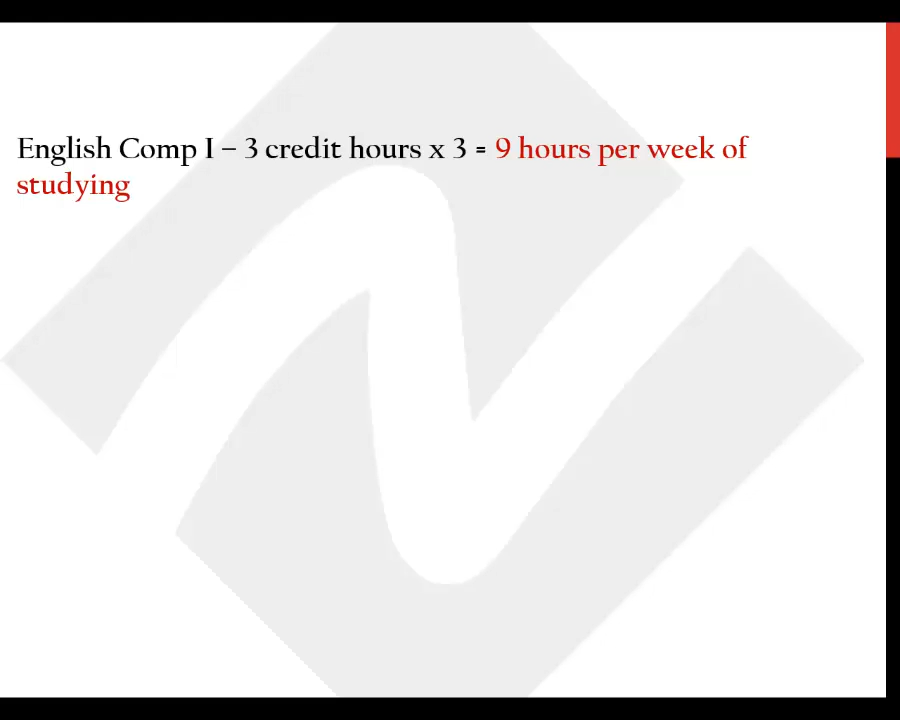 English Comp I – 3 credit hours x 3 = 9 hours per week of
studying